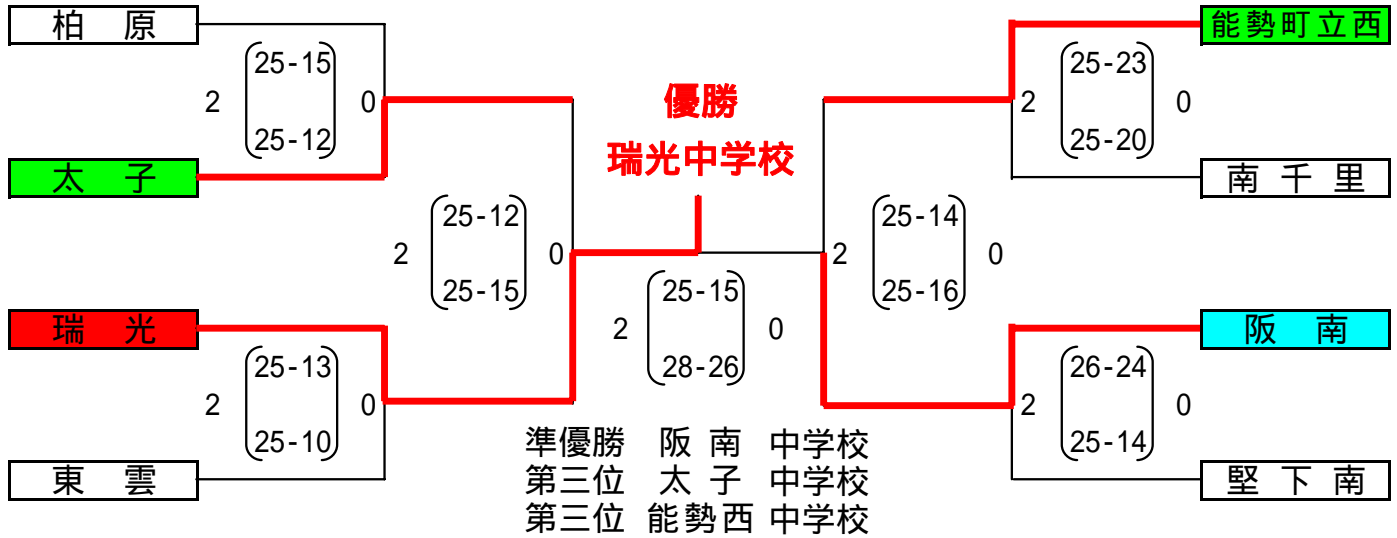 柏原
能勢町立西
25-15
25-23
2 0
2 0
優勝
25-12
25-20
瑞光中学校
太子
南千里
25-12
25-14
2 0
2 0
25-15
25-16
25-15
瑞光
阪南
2 0
25-13
26-24
28-26
2 0
2 0
25-10
25-14
準優勝 阪南 中学校
東雲
第三位 太子 中学校
堅下南
第三位 能勢西 中学校